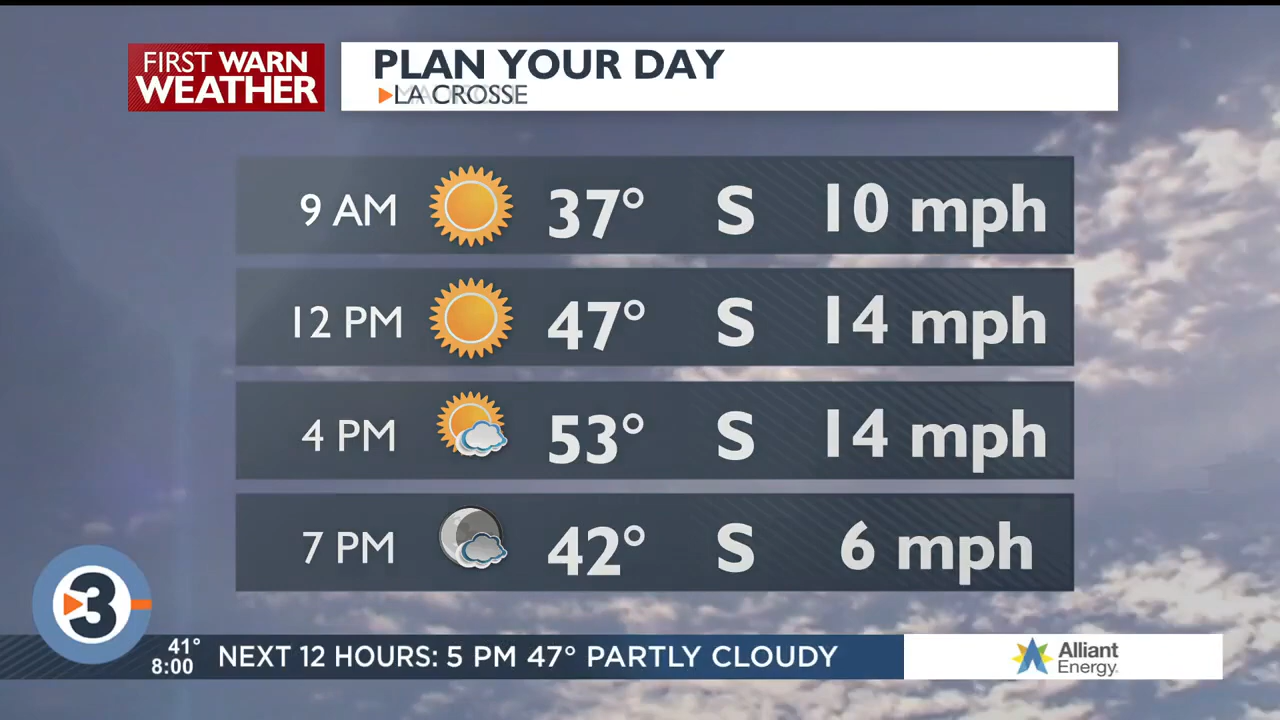 FIRST WARN
WEATHER
PLAN YOUR DAY
LA CROSSE
9 AM 37° S 10 mph
12 PM 47° S 14 mph
4 PM 53° S 14 mph
7 PM 42° S 6 mph
3
41°
8:00
NEXT 12 HOURS: 5 PM 47° PARTLY CLOUDY
Alliant
Energy.